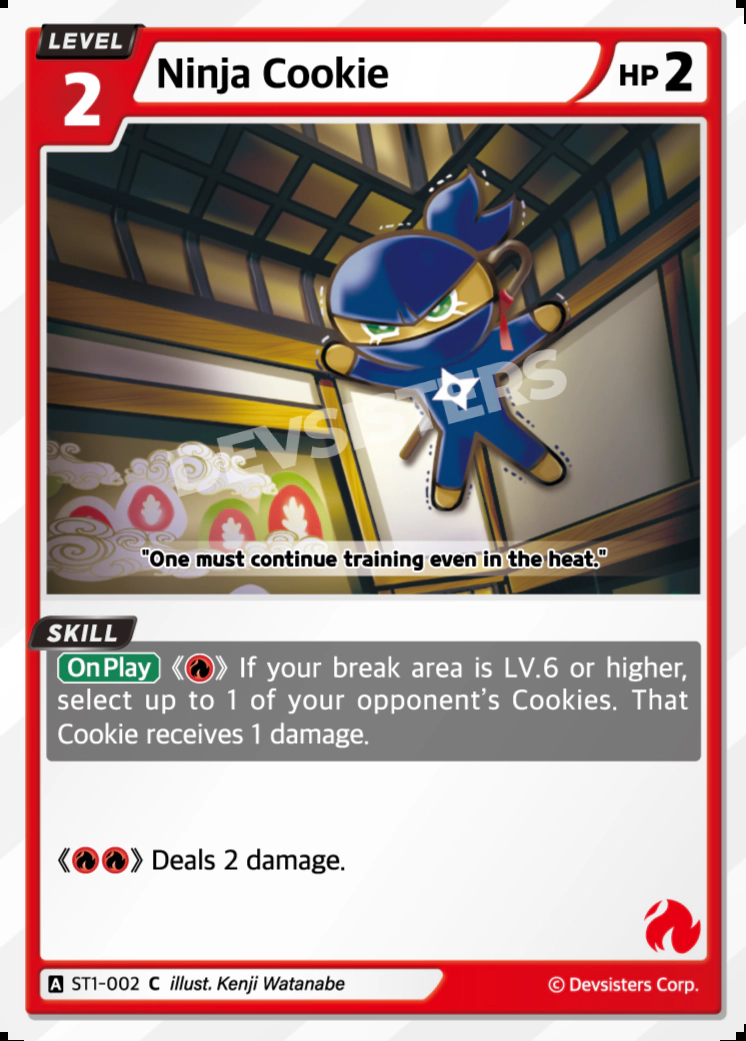 LEVEL
2
Ninja Cookie
HP 2
DEVSISTERS
"One must continue training even in the heat."
SKILL
On Play 《》 If your break area is LV.6 or higher,
select up to 1 of your opponent's Cookies. That
Cookie receives 1 damage.
《》 Deals 2 damage.
A ST1-002 C illust. Kenji Watanabe
© Devsisters Corp.